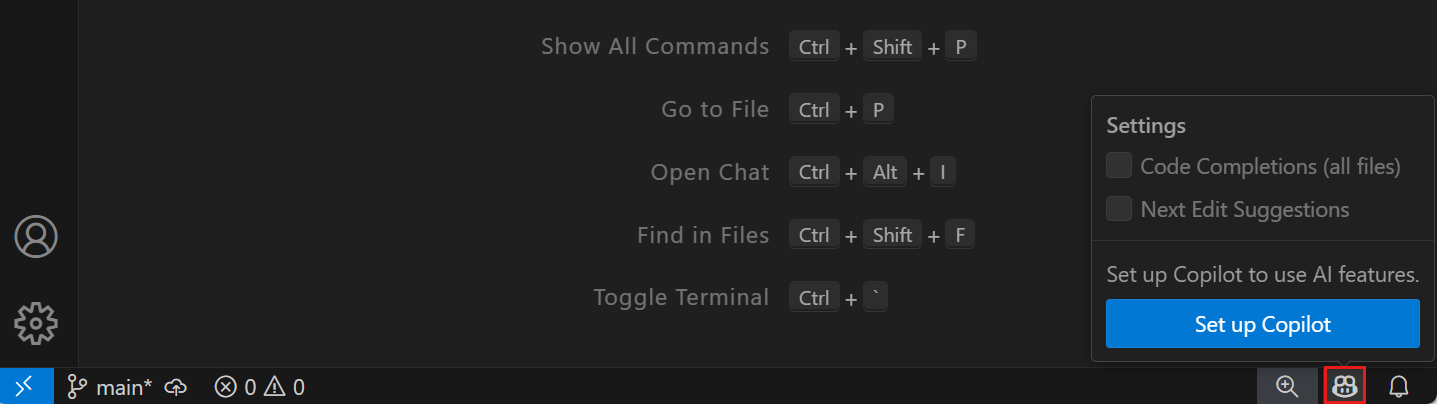 Show All Commands Ctrl + Shift + P
Go to File Ctrl + P
Open Chat Ctrl + Alt + I
Find in Files Ctrl + Shift + F
Toggle Terminal Ctrl + `
Settings
Code Completions (all files)
Next Edit Suggestions
Set up Copilot to use AI features.
Set up Copilot
main* 0 0